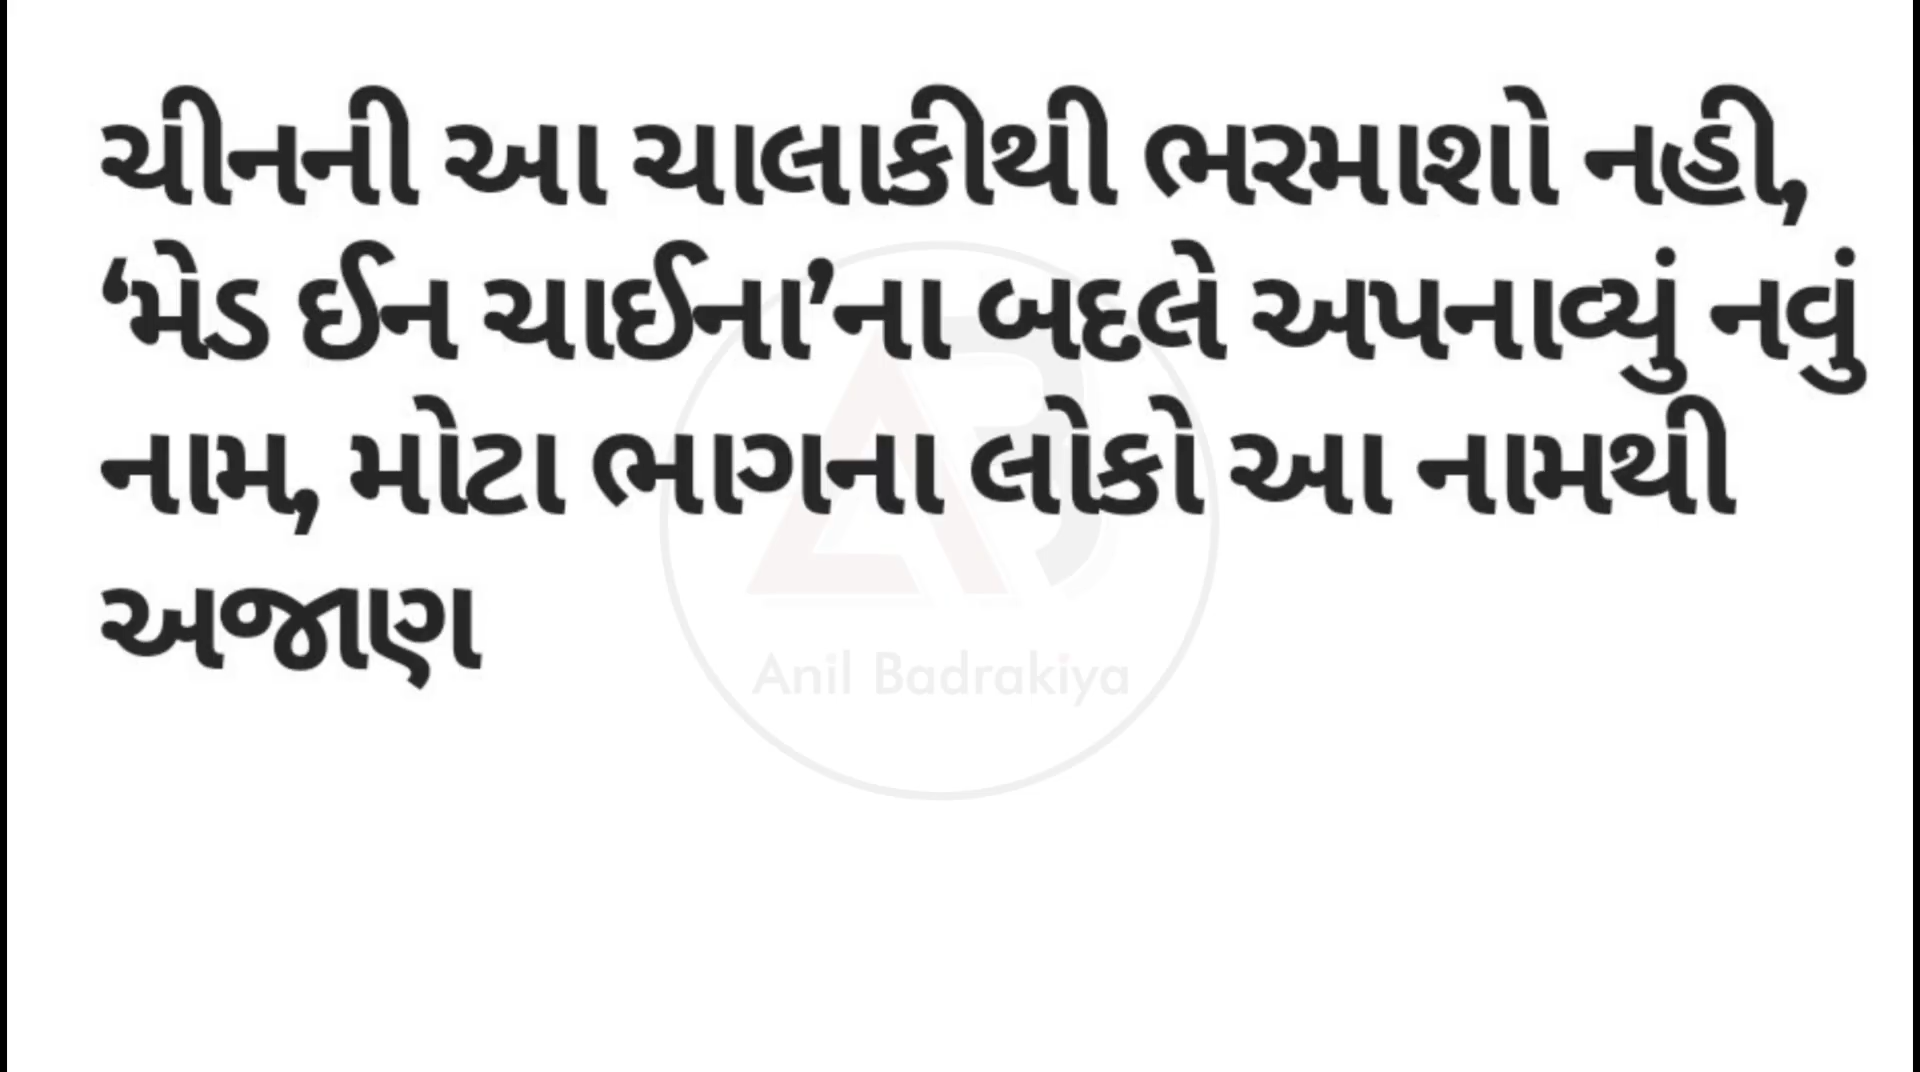 ચીનની આ ચાલાકીથી ભરમાશો નહી,
‘મેડ ઈન ચાઈના’ના બદલે અપનાવ્યું નવું
નામ, મોટા ભાગના લોકો આ નામથી
અજાણ
Anil Badrakiya